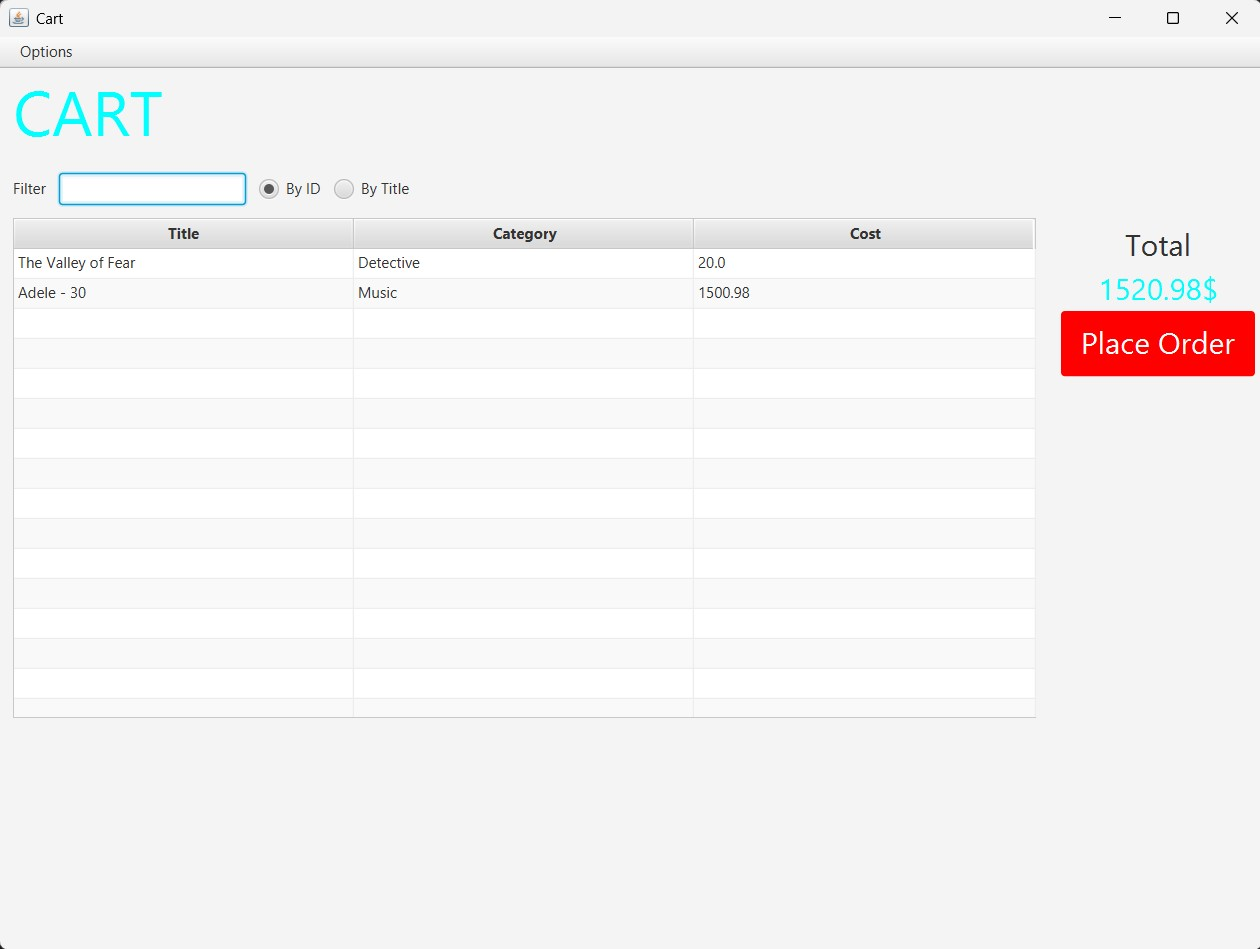 Cart
Options
CART
Filter By ID By Title
Title Category Cost
The Valley of Fear Detective 20.0
Adele - 30 Music 1500.98
Total
1520.98$
Place Order